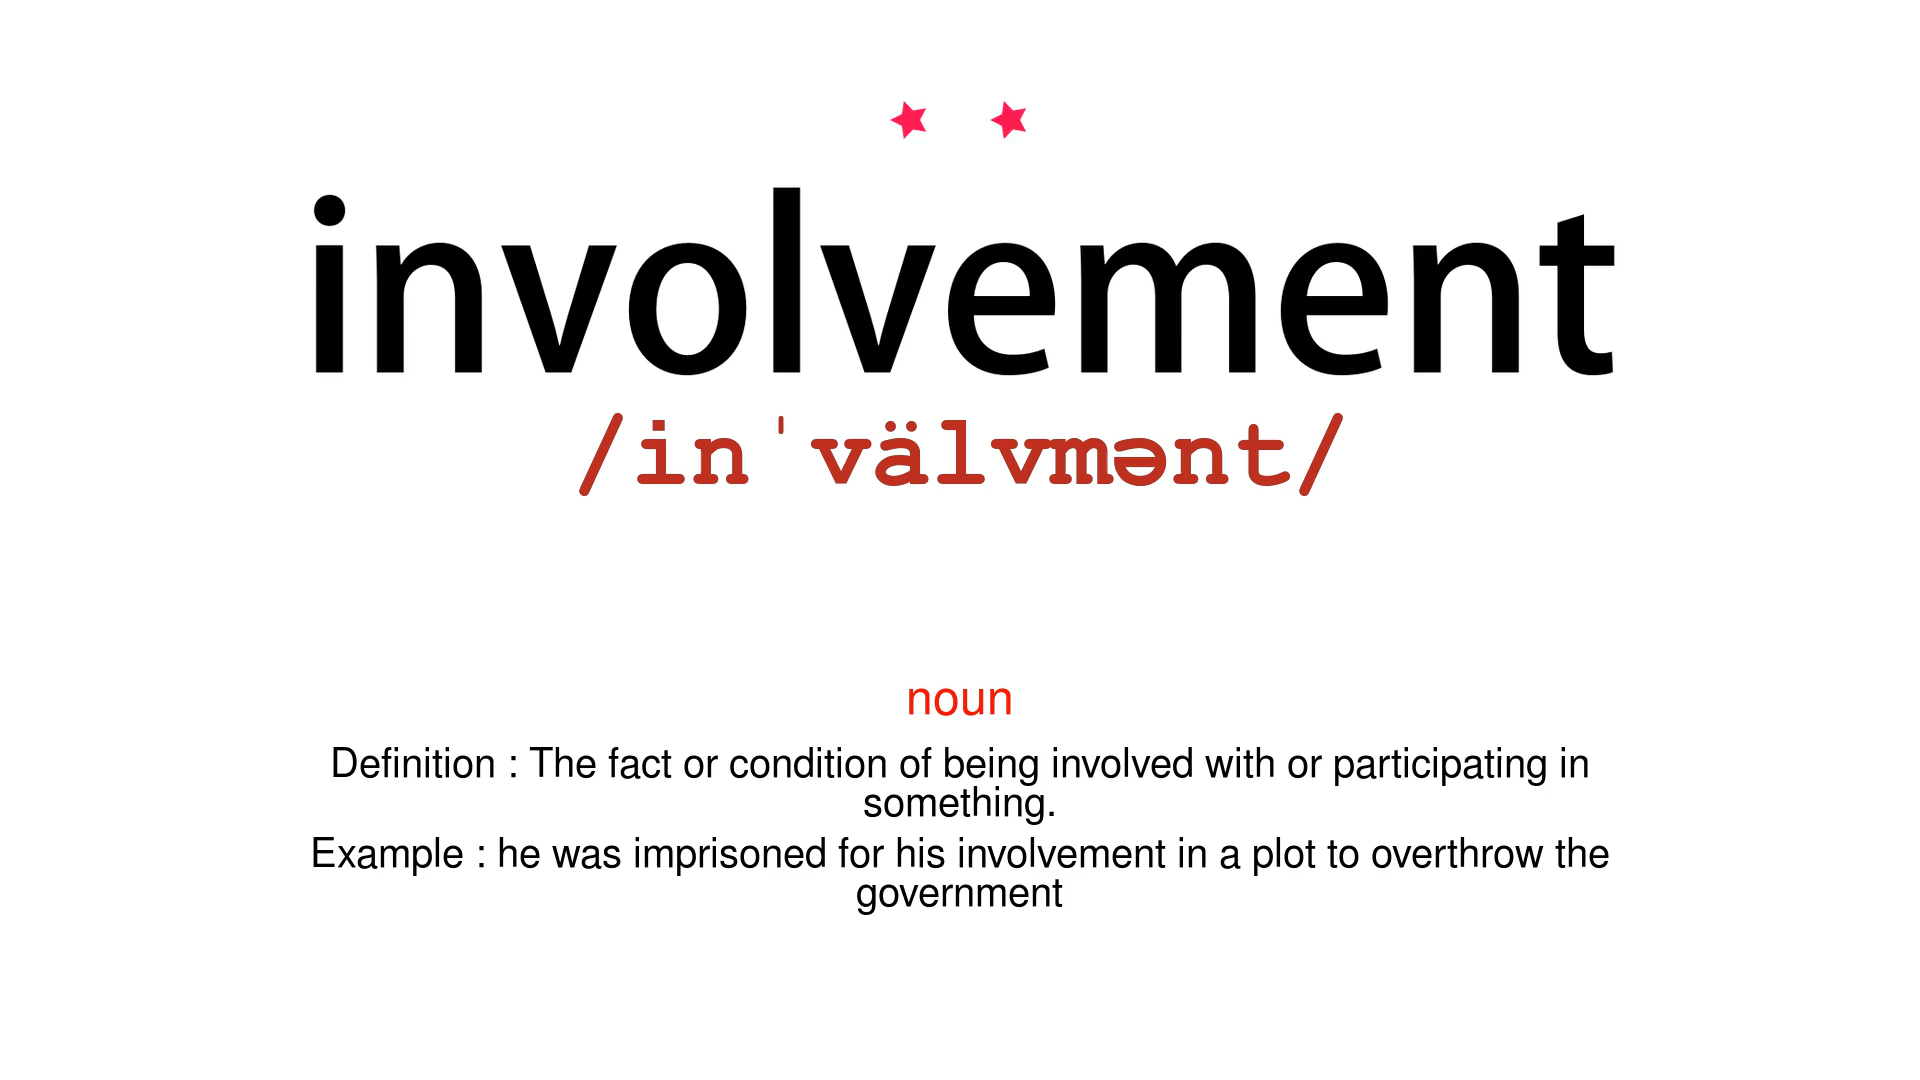 involvement
/inˈvälvmənt/
noun
Definition : The fact or condition of being involved with or participating in
something.
Example : he was imprisoned for his involvement in a plot to overthrow the
government